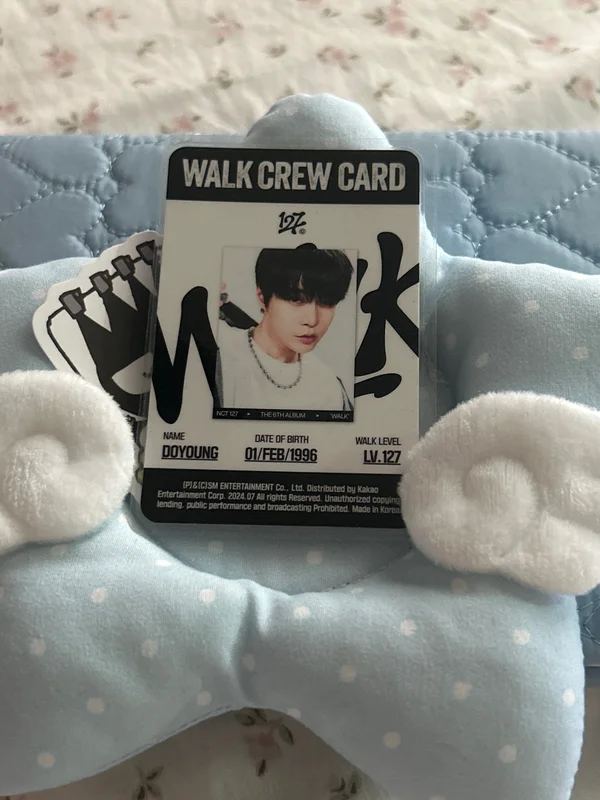 WALK CREW CARD
127
WALK
NCT 127 • THE 6TH ALBUM • 'WALK'
NAME DATE OF BIRTH WALK LEVEL
DOYOUNG 01/FEB/1996 LV.127
(P)&(C)SM ENTERTAINMENT Co., Ltd. Distributed by Kakao
Entertainment Corp. 2024.07 All rights Reserved. Unauthorized copying,
lending, public performance and broadcasting Prohibited. Made in Korea